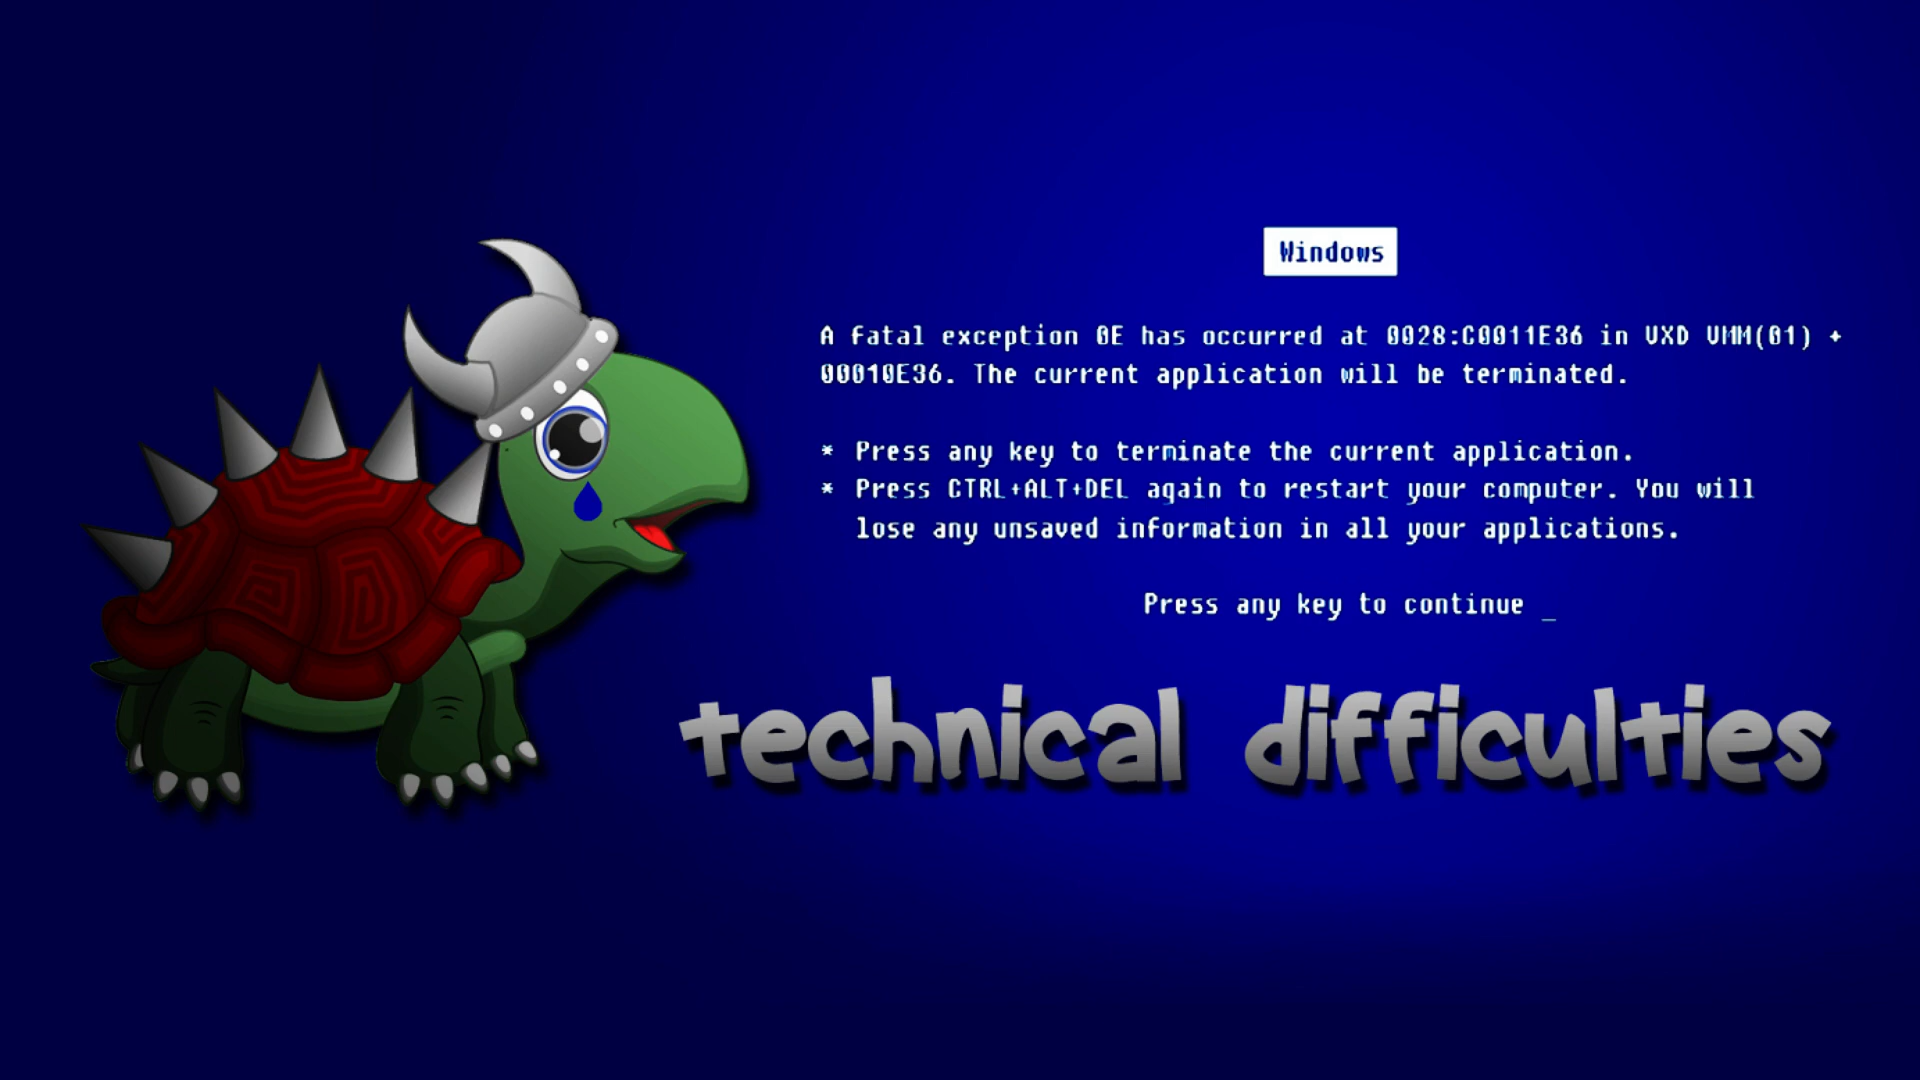 Windows
A fatal exception 0E has occurred at 0028:C0011E36 in VXD VMM(01) +
00010E36. The current application will be terminated.
* Press any key to terminate the current application.
* Press CTRL+ALT+DEL again to restart your computer. You will
lose any unsaved information in all your applications.
Press any key to continue _
technical difficulties